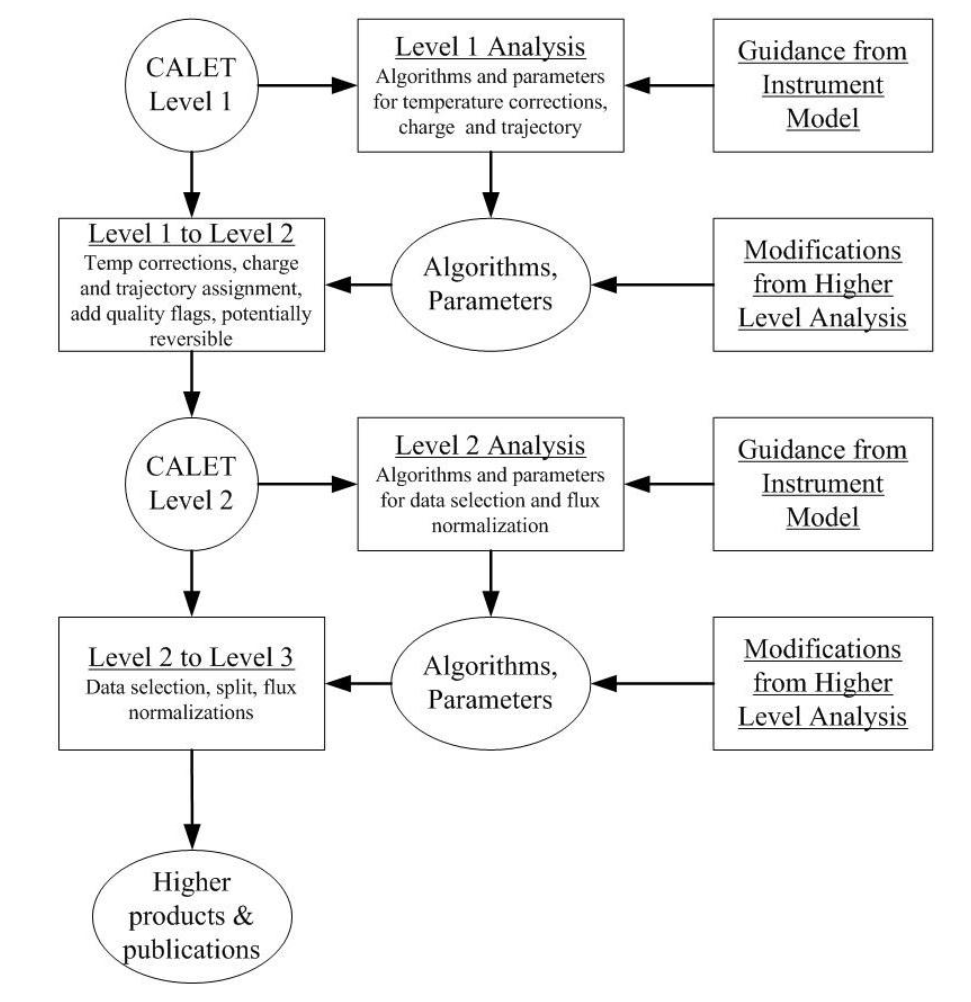 CALET
Level 1
Level 1 Analysis
Algorithms and parameters
for temperature corrections,
charge and trajectory
Guidance from
Instrument
Model
Level 1 to Level 2
Temp corrections, charge
and trajectory assignment,
add quality flags, potentially
reversible
Algorithms,
Parameters
Modifications
from Higher
Level Analysis
CALET
Level 2
Level 2 Analysis
Algorithms and parameters
for data selection and flux
normalization
Guidance from
Instrument
Model
Level 2 to Level 3
Data selection, split, flux
normalizations
Algorithms,
Parameters
Modifications
from Higher
Level Analysis
Higher
products &
publications